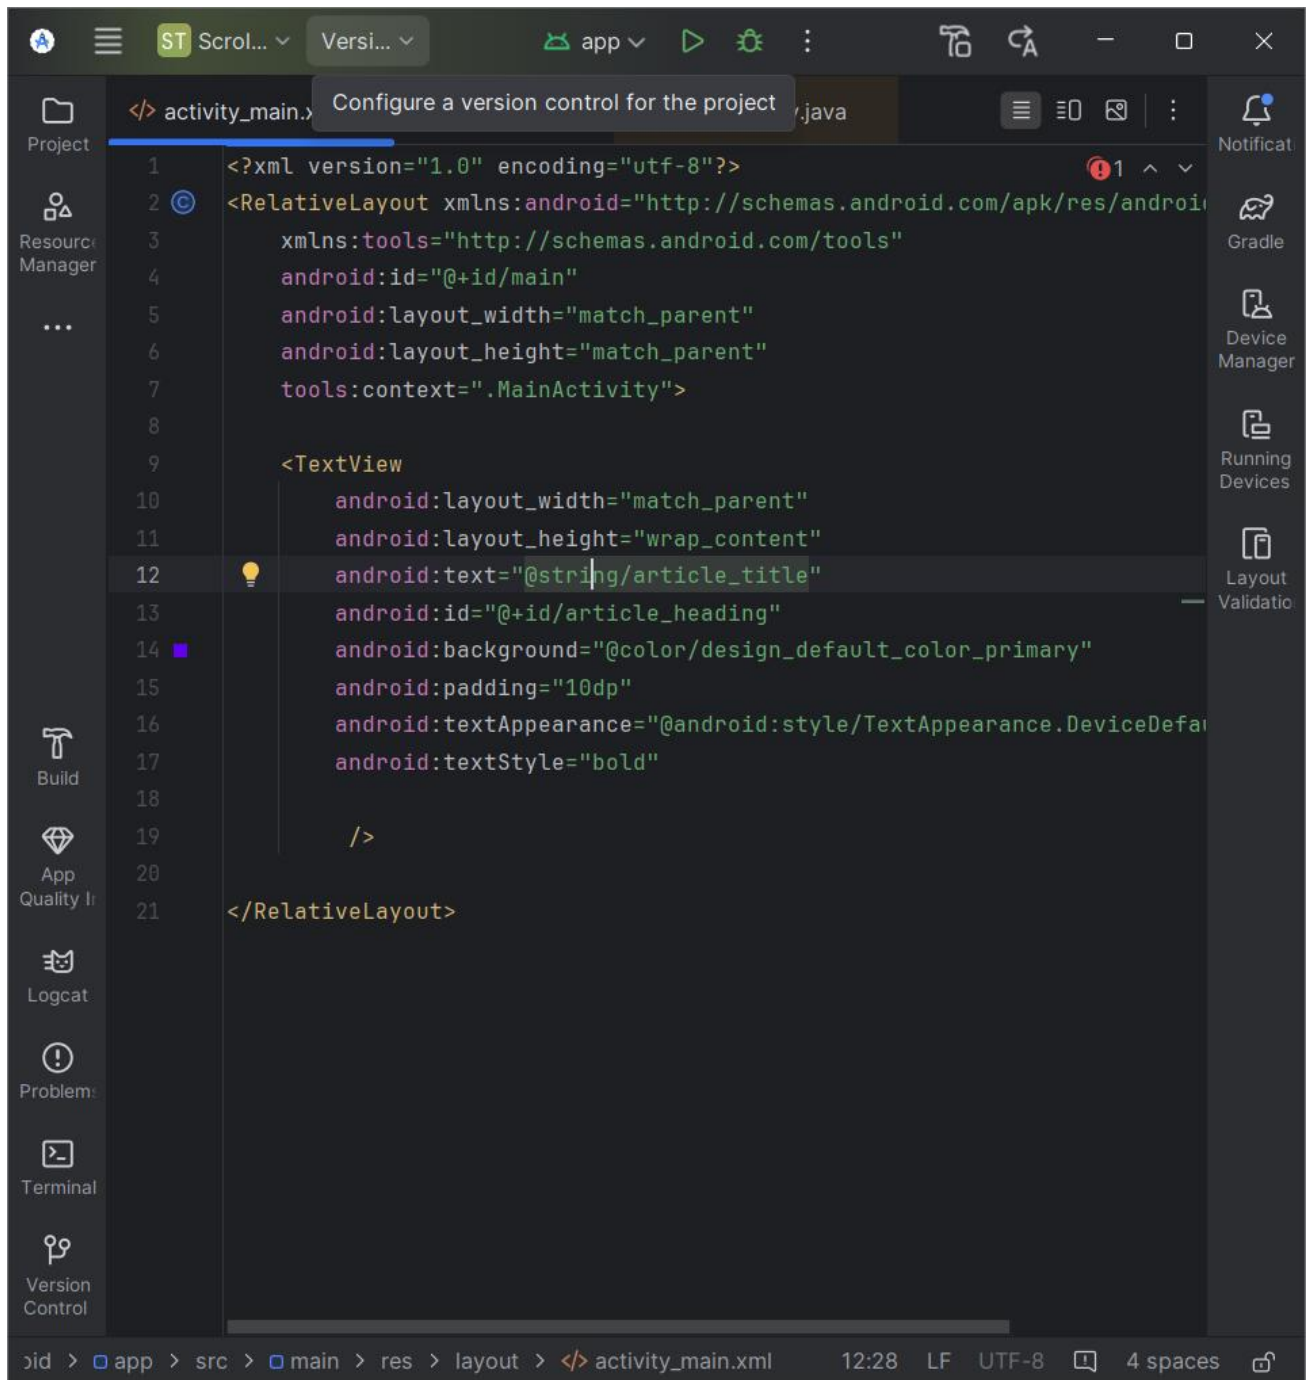 ST Scrol... Versi... app
Configure a version control for the project
activity_main.x .java
Project
Resourc
Manager
Build
App
Quality I
Logcat
Problem
Terminal
Version
Control
1 <?xml version="1.0" encoding="utf-8"?>
2 <RelativeLayout xmlns:android="http://schemas.android.com/apk/res/androi
3 xmlns:tools="http://schemas.android.com/tools"
4 android:id="@+id/main"
5 android:layout_width="match_parent"
6 android:layout_height="match_parent"
7 tools:context=".MainActivity">
8
9 <TextView
10 android:layout_width="match_parent"
11 android:layout_height="wrap_content"
12 android:text="@string/article_title"
13 android:id="@+id/article_heading"
14 android:background="@color/design_default_color_primary"
15 android:padding="10dp"
16 android:textAppearance="@android:style/TextAppearance.DeviceDefau
17 android:textStyle="bold"
18
19 />
20
21 </RelativeLayout>
1
Notificat
Gradle
Device
Manager
Running
Devices
Layout
Validatio
oid > app > src > main > res > layout > activity_main.xml 12:28 LF UTF-8 4 spaces